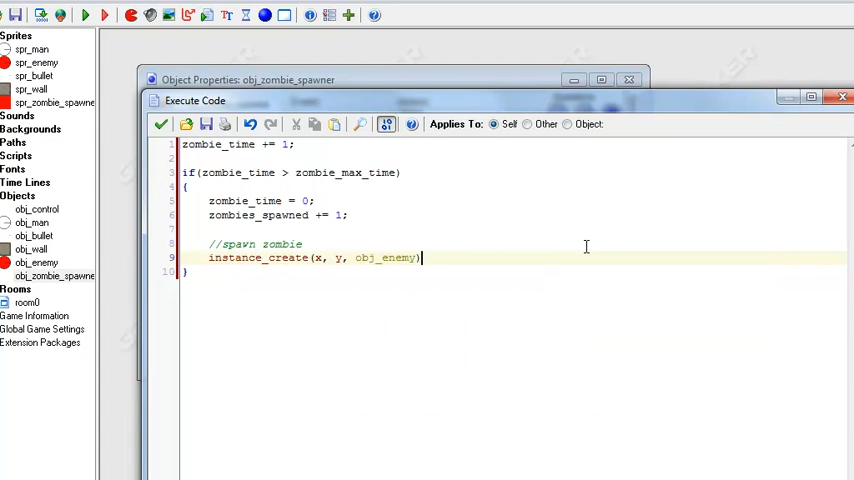 Sprites
spr_man
spr_enemy
spr_bullet
spr_wall
spr_zombie_spawne
Sounds
Backgrounds
Paths
Scripts
Fonts
Time Lines
Objects
obj_control
obj_man
obj_bullet
obj_wall
obj_enemy
obj_zombie_spawne
Rooms
room0
Game Information
Global Game Settings
Extension Packages
Object Properties: obj_zombie_spawner
Execute Code
Applies To: Self Other Object:
1 zombie_time += 1;
2
3 if(zombie_time > zombie_max_time)
4 {
5 zombie_time = 0;
6 zombies_spawned += 1;
7
8 //spawn zombie
9 instance_create(x, y, obj_enemy)
10 }